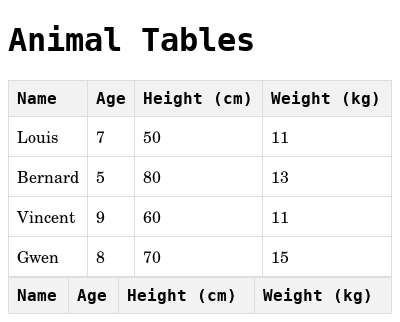 Animal Tables
Name Age Height (cm) Weight (kg)
Louis 7 50 11
Bernard 5 80 13
Vincent 9 60 11
Gwen 8 70 15
Name Age Height (cm) Weight (kg)